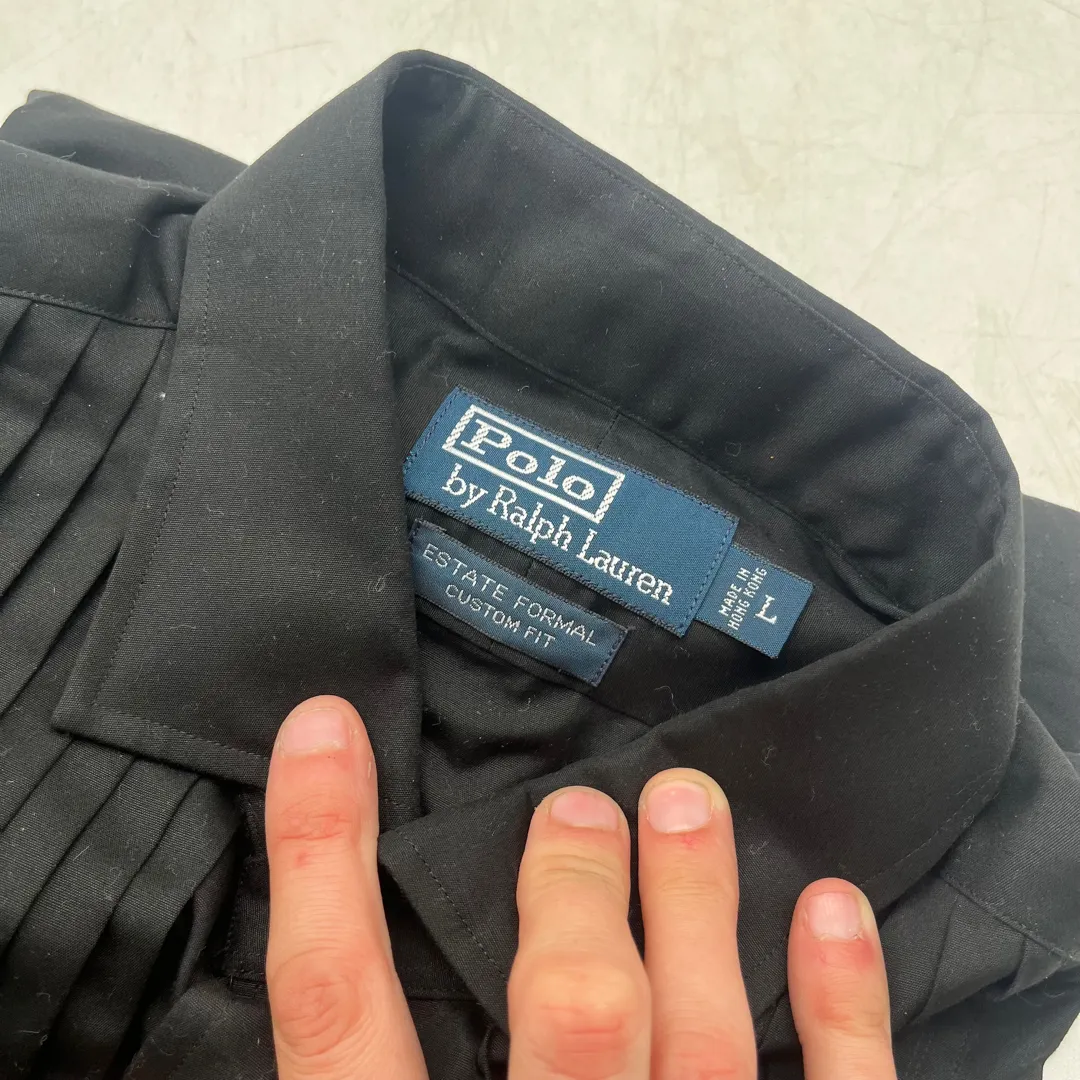 Polo
by Ralph Lauren
ESTATE FORMAL
CUSTOM FIT
MADE IN
HONG KONG
L